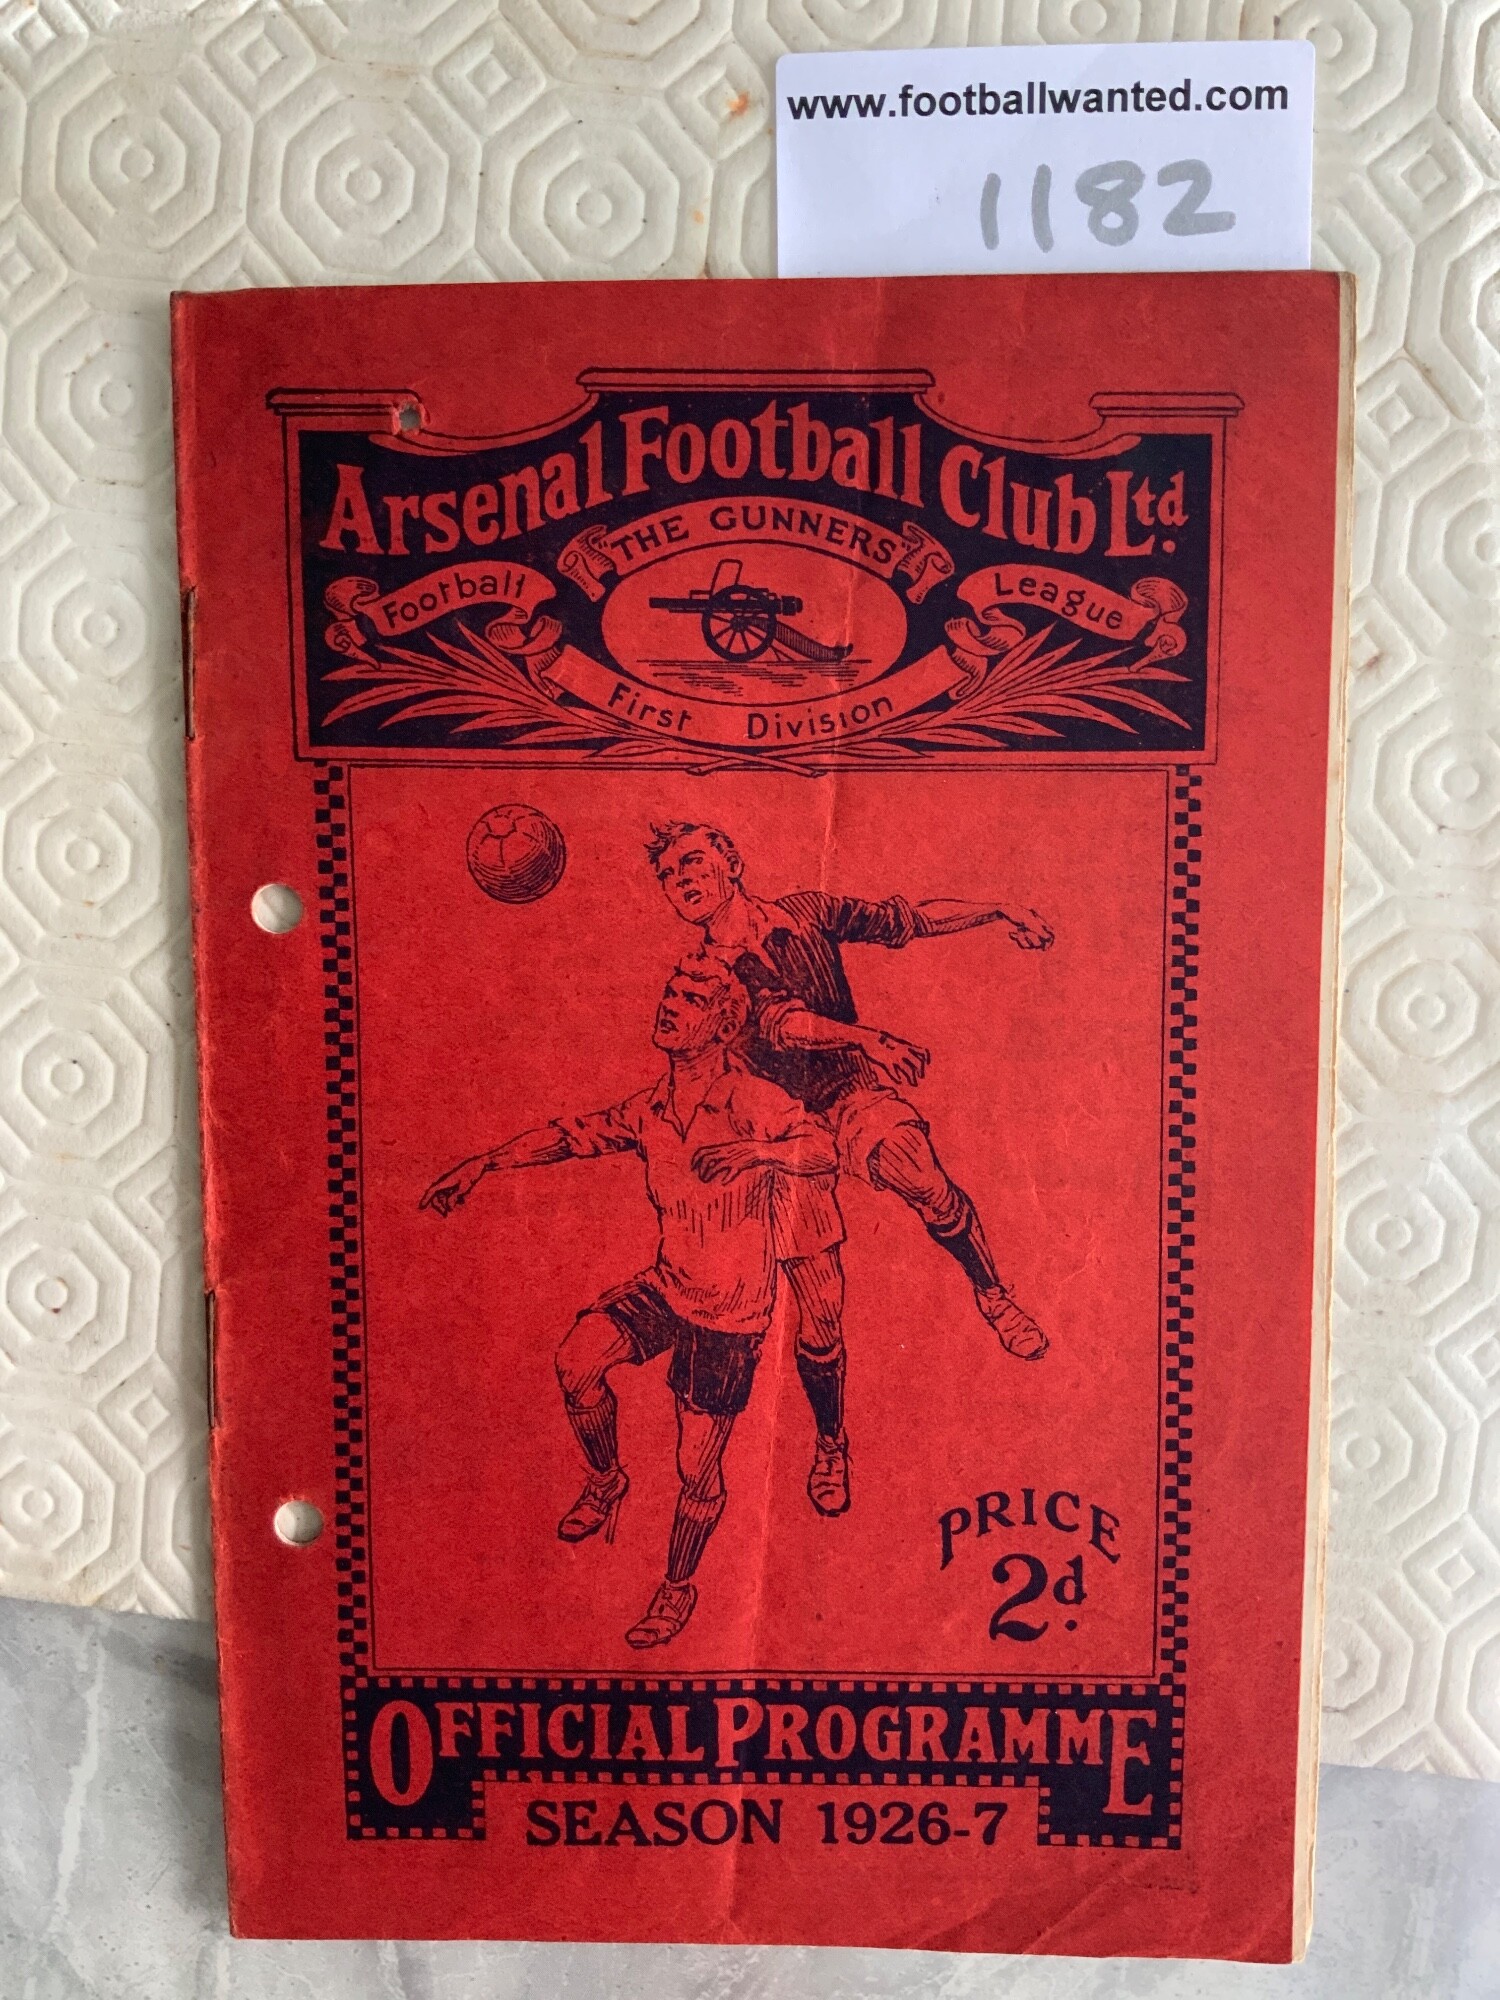 www.footballwanted.com
1182
Arsenal Football Club Ltd.
"THE GUNNERS"
Football League
First Division
PRICE
2d.
OFFICIAL PROGRAMME
SEASON 1926-7